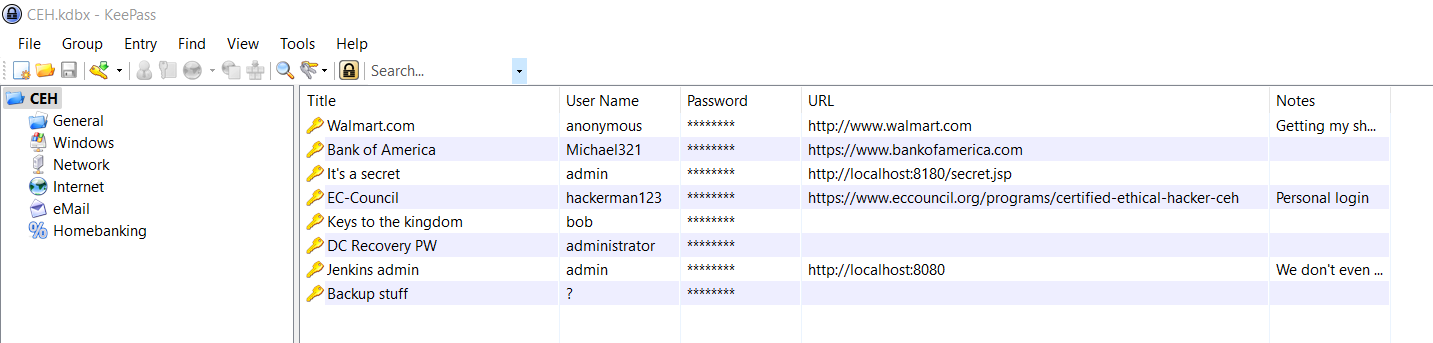 CEH.kdbx - KeePass
File Group Entry Find View Tools Help
Search...
CEH
General
Windows
Network
Internet
eMail
Homebanking
Title User Name Password URL Notes
Walmart.com anonymous ******** http://www.walmart.com Getting my sh...
Bank of America Michael321 ******** https://www.bankofamerica.com
It's a secret admin ******** http://localhost:8180/secret.jsp
EC-Council hackerman123 ******** https://www.eccouncil.org/programs/certified-ethical-hacker-ceh Personal login
Keys to the kingdom bob ********
DC Recovery PW administrator ********
Jenkins admin admin ******** http://localhost:8080 We don't even ...
Backup stuff ? ********